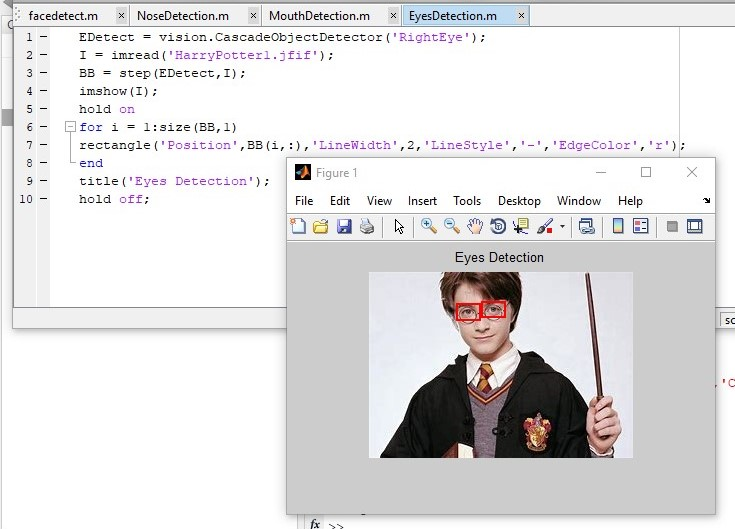 facedetect.m × NoseDetection.m × MouthDetection.m × EyesDetection.m ×
1 – EDetect = vision.CascadeObjectDetector('RightEye');
2 – I = imread('HarryPotter1.jfif');
3 – BB = step(EDetect,I);
4 – imshow(I);
5 – hold on
6 – for i = 1:size(BB,1)
7 – rectangle('Position',BB(i,:),'LineWidth',2,'LineStyle','-','EdgeColor','r');
8 – end
9 – title('Eyes Detection');
10 – hold off;
Figure 1
File Edit View Insert Tools Desktop Window Help
Eyes Detection
sc
,'C
fx >>